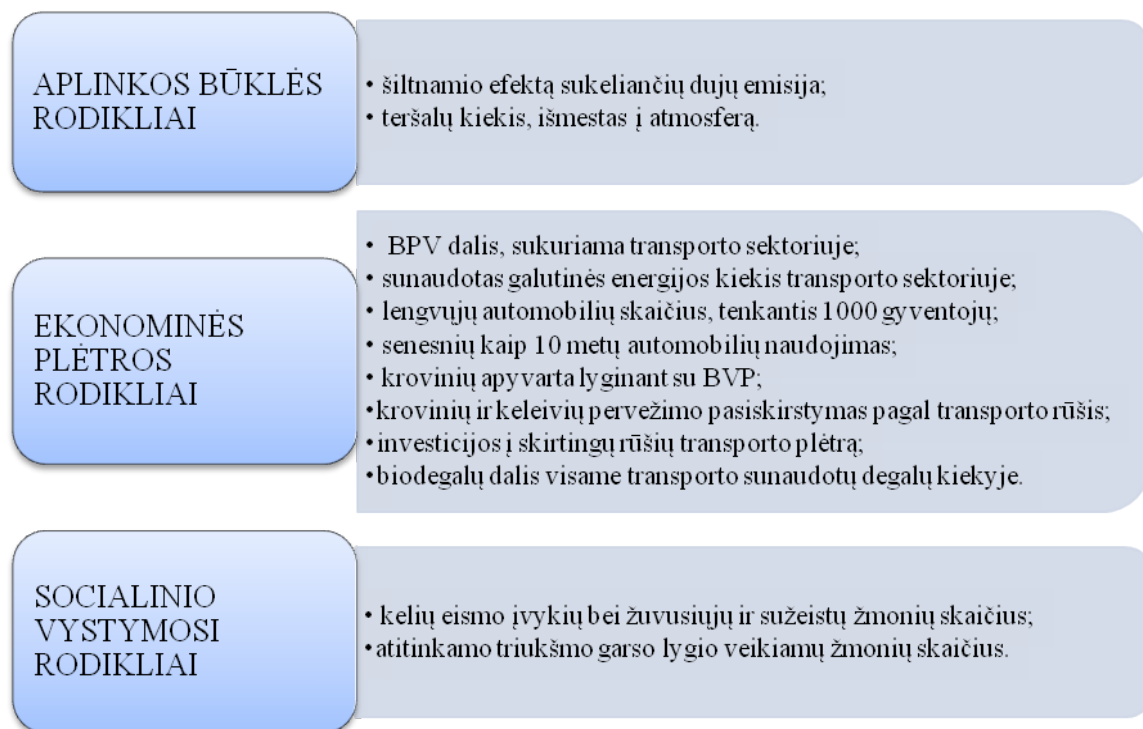 APLINKOS BŪKLĖS
RODIKLIAI
• šiltnamio efektą sukeliančių dujų emisija;
• teršalų kiekis, išmestas į atmosferą.
EKONOMINĖS
PLĖTROS
RODIKLIAI
• BPV dalis, sukuriama transporto sektoriuje;
• sunaudotas galutinės energijos kiekis transporto sektoriuje;
• lengvųjų automobilių skaičius, tenkantis 1000 gyventojų;
• senesnių kaip 10 metų automobilių naudojimas;
• krovinių apyvarta lyginant su BVP;
• krovinių ir keleivių pervežimo pasiskirstymas pagal transporto rūšis;
• investicijos į skirtingų rūšių transporto plėtrą;
• biodegalų dalis visame transporto sunaudotų degalų kiekyje.
SOCIALINIO
VYSTYMOSI
RODIKLIAI
• kelių eismo įvykių bei žuvusiųjų ir sužeistų žmonių skaičius;
• atitinkamo triukšmo garso lygio veikiamų žmonių skaičius.